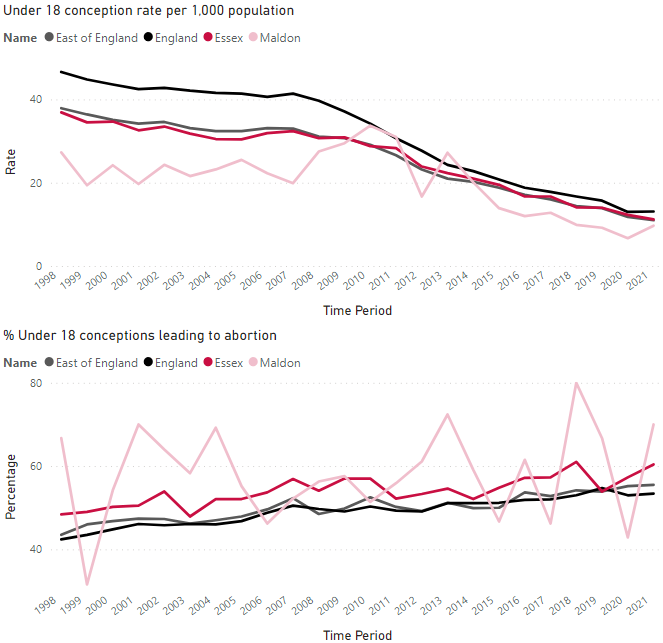 Under 18 conception rate per 1,000 population
Name East of England England Essex Maldon
40
20
0
Rate
1998 1999 2000 2001 2002 2003 2004 2005 2006 2007 2008 2009 2010 2011 2012 2013 2014 2015 2016 2017 2018 2019 2020 2021
Time Period
% Under 18 conceptions leading to abortion
Name East of England England Essex Maldon
80
60
40
Percentage
1998 1999 2000 2001 2002 2003 2004 2005 2006 2007 2008 2009 2010 2011 2012 2013 2014 2015 2016 2017 2018 2019 2020 2021
Time Period